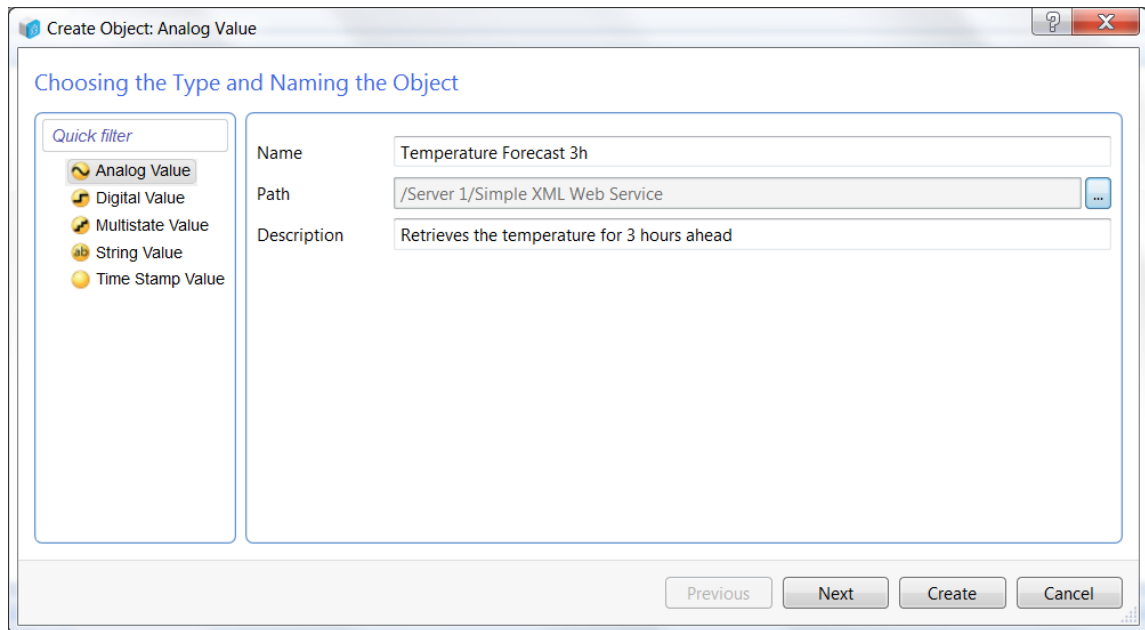 Create Object: Analog Value
Choosing the Type and Naming the Object
Quick filter
Analog Value
Digital Value
Multistate Value
ab String Value
Time Stamp Value
Name Temperature Forecast 3h
Path /Server 1/Simple XML Web Service ...
Description Retrieves the temperature for 3 hours ahead
Previous Next Create Cancel